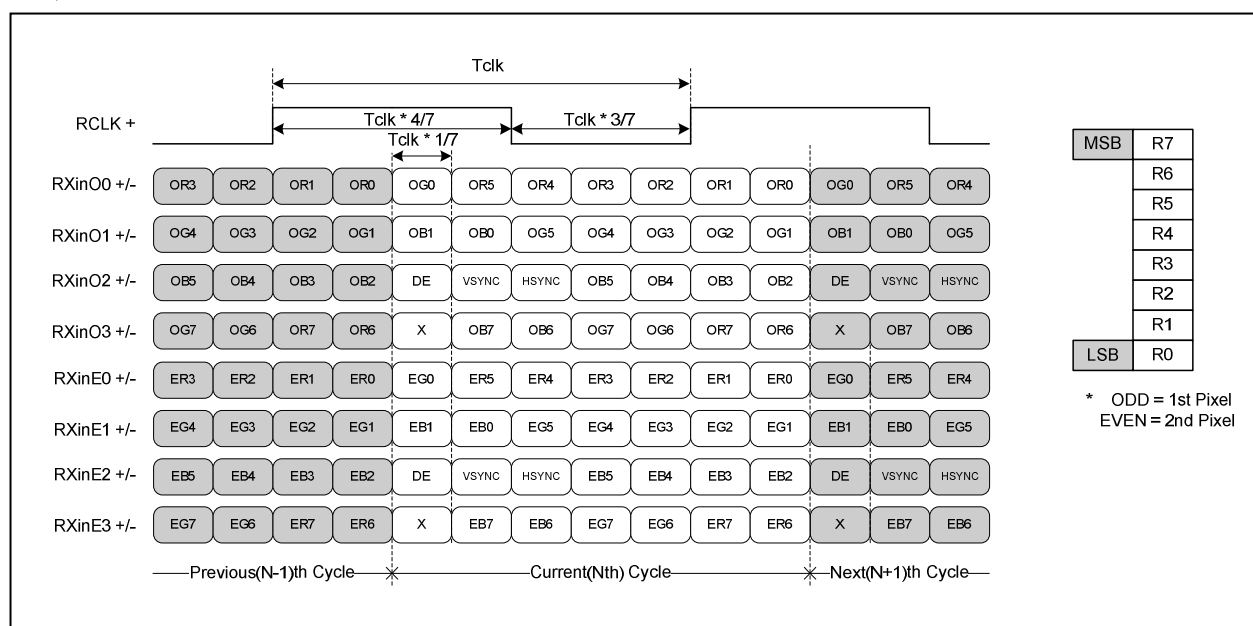 Tclk
RCLK +
Tclk * 4/7
Tclk * 3/7
Tclk * 1/7
RXinO0 +/- OR3 OR2 OR1 OR0 OG0 OR5 OR4 OR3 OR2 OR1 OR0 OG0 OR5 OR4
RXinO1 +/- OG4 OG3 OG2 OG1 OB1 OB0 OG5 OG4 OG3 OG2 OG1 OB1 OB0 OG5
RXinO2 +/- OB5 OB4 OB3 OB2 DE VSYNC HSYNC OB5 OB4 OB3 OB2 DE VSYNC HSYNC
RXinO3 +/- OG7 OG6 OR7 OR6 X OB7 OB6 OG7 OG6 OR7 OR6 X OB7 OB6
RXinE0 +/- ER3 ER2 ER1 ER0 EG0 ER5 ER4 ER3 ER2 ER1 ER0 EG0 ER5 ER4
RXinE1 +/- EG4 EG3 EG2 EG1 EB1 EB0 EG5 EG4 EG3 EG2 EG1 EB1 EB0 EG5
RXinE2 +/- EB5 EB4 EB3 EB2 DE VSYNC HSYNC EB5 EB4 EB3 EB2 DE VSYNC HSYNC
RXinE3 +/- EG7 EG6 ER7 ER6 X EB7 EB6 EG7 EG6 ER7 ER6 X EB7 EB6
Previous(N-1)th Cycle Current(Nth) Cycle Next(N+1)th Cycle
MSB R7
R6
R5
R4
R3
R2
R1
LSB R0
* ODD = 1st Pixel
EVEN = 2nd Pixel